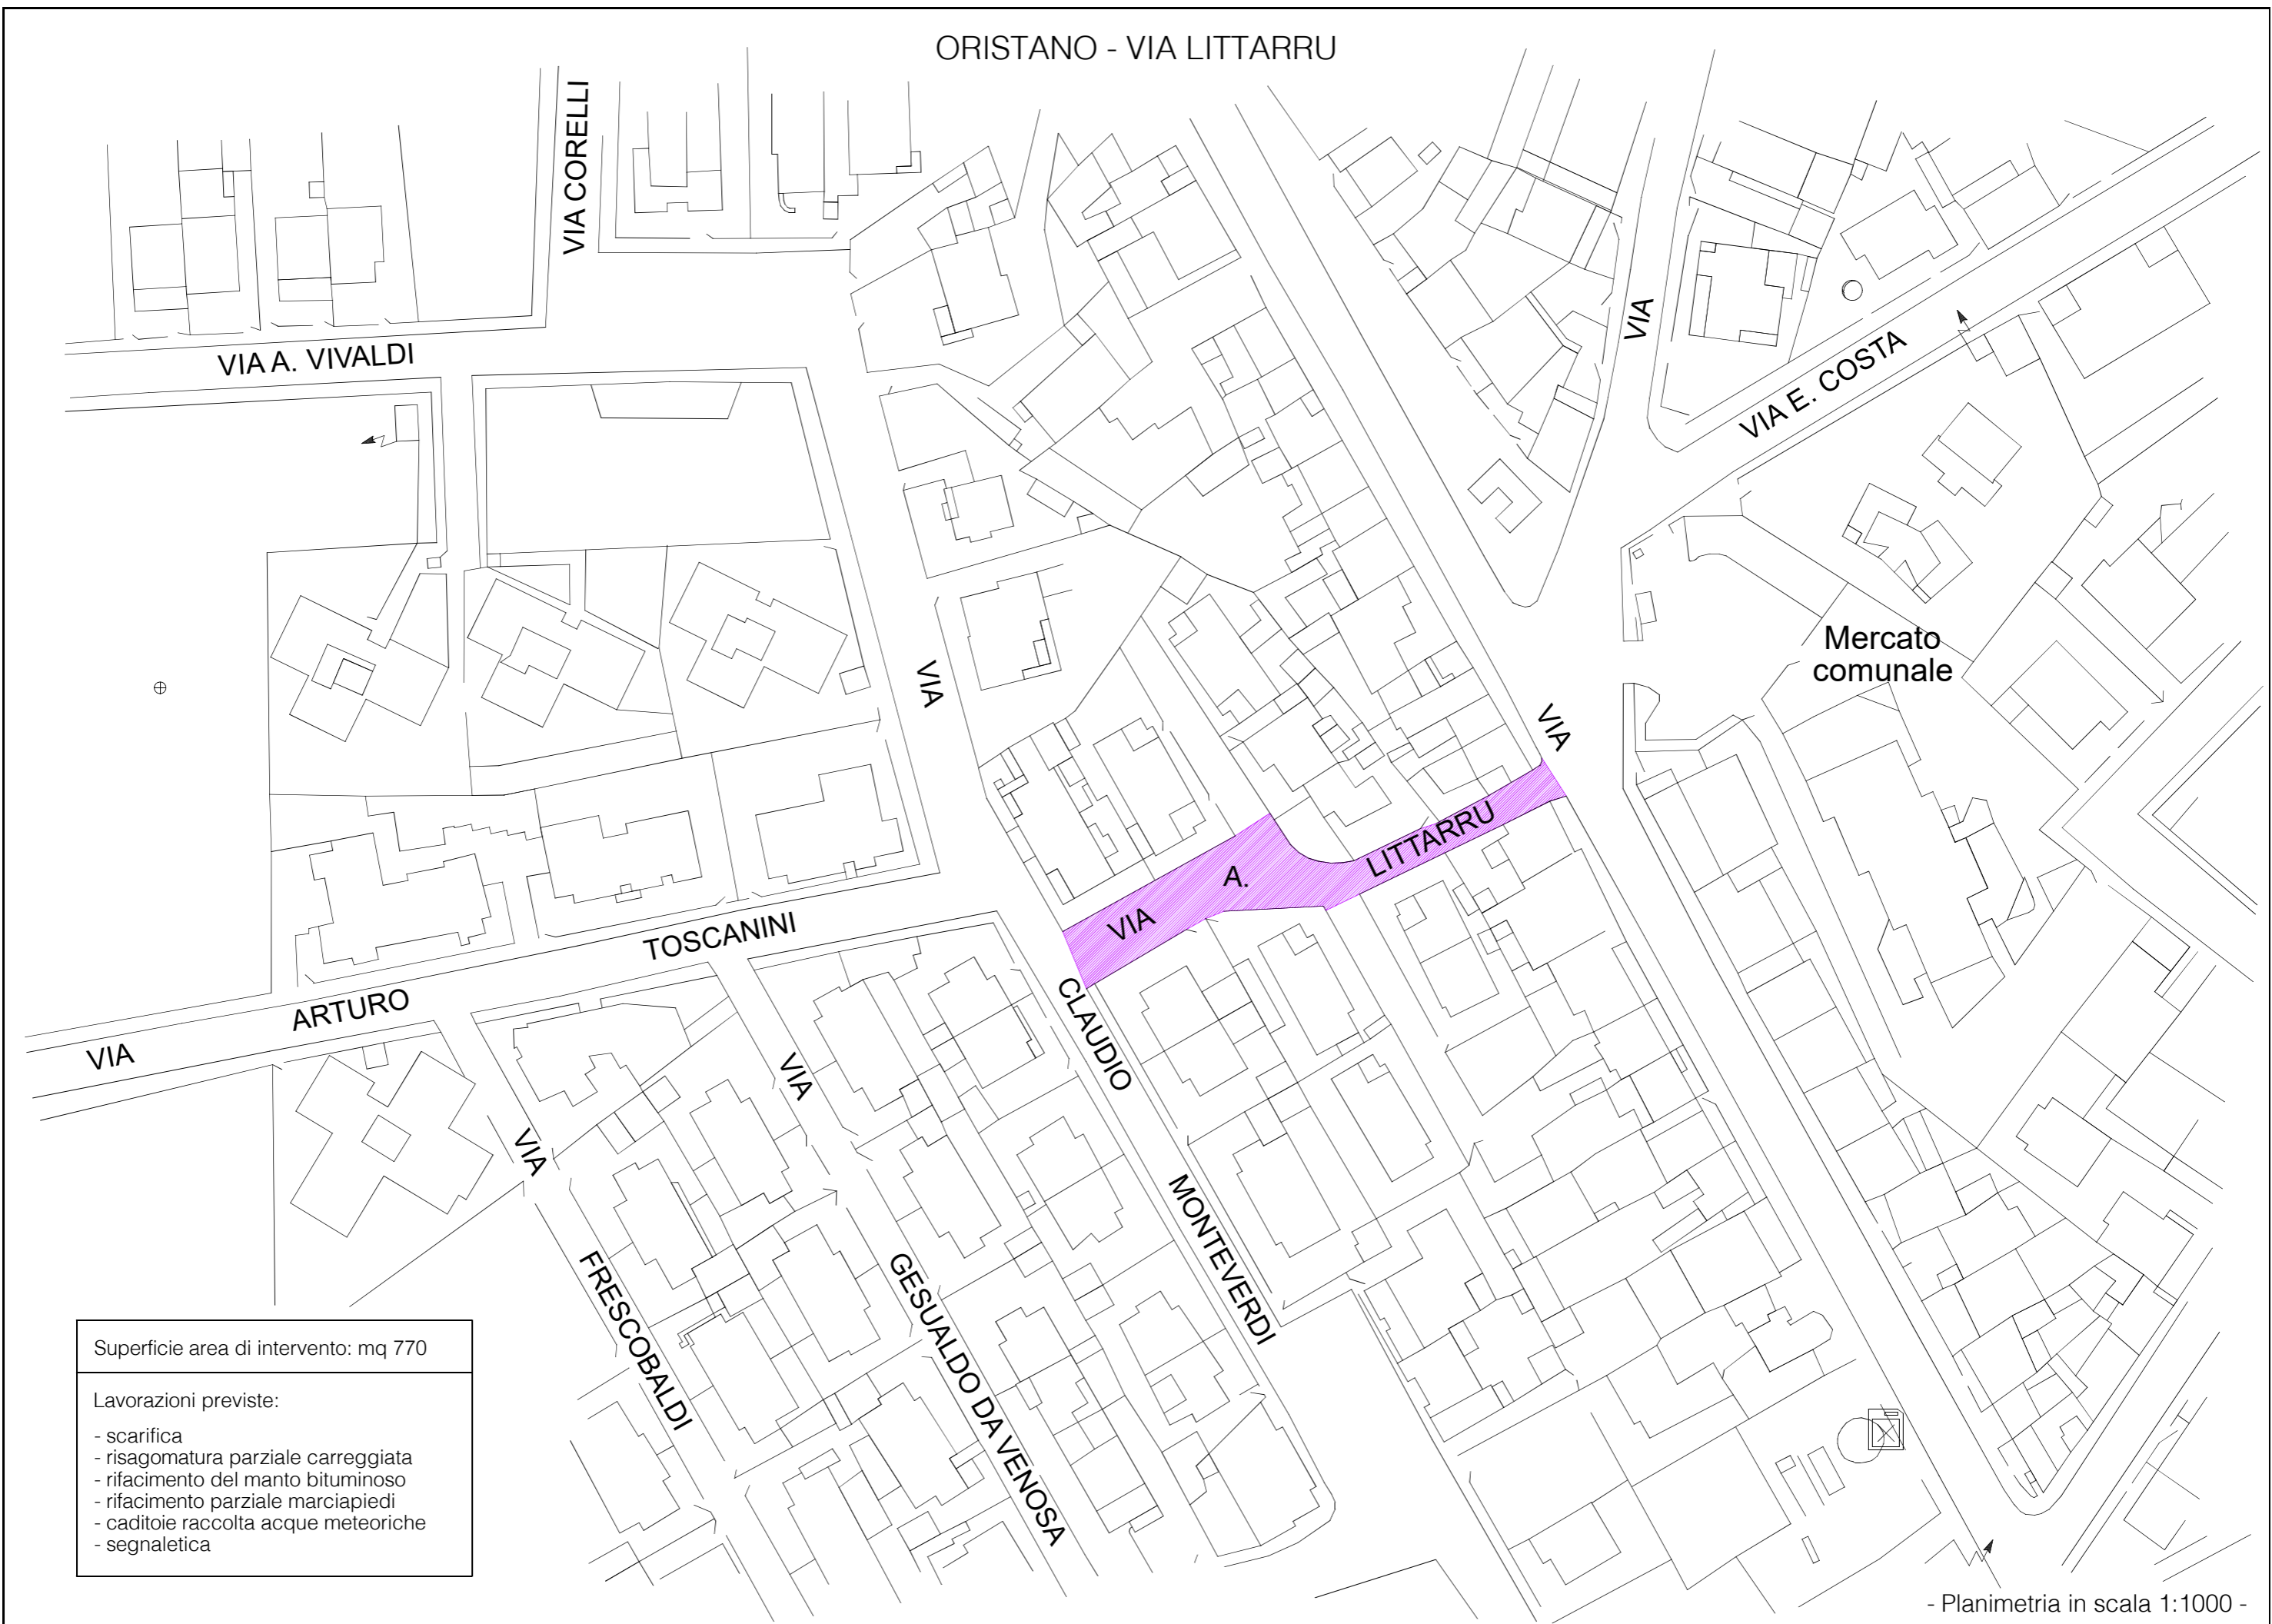 ORISTANO - VIA LITTARRU
VIA CORELLI
VIA A. VIVALDI
VIA
VIA E. COSTA
Mercato
comunale
VIA
VIA
VIA A. LITTARRU
VIA ARTURO TOSCANINI
CLAUDIO MONTEVERDI
VIA
GESUALDO DA VENOSA
VIA
FRESCOBALDI
Superficie area di intervento: mq 770
Lavorazioni previste:
- scarifica
- risagomatura parziale carreggiata
- rifacimento del manto bituminoso
- rifacimento parziale marciapiedi
- caditoie raccolta acque meteoriche
- segnaletica
- Planimetria in scala 1:1000 -